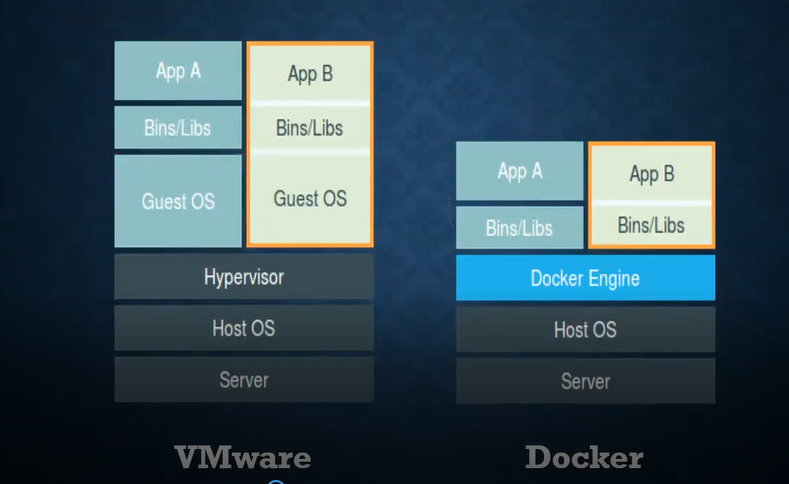 App A
App B
Bins/Libs
Bins/Libs
Guest OS
Guest OS
Hypervisor
Host OS
Server
VMware
App A
App B
Bins/Libs
Bins/Libs
Docker Engine
Host OS
Server
Docker